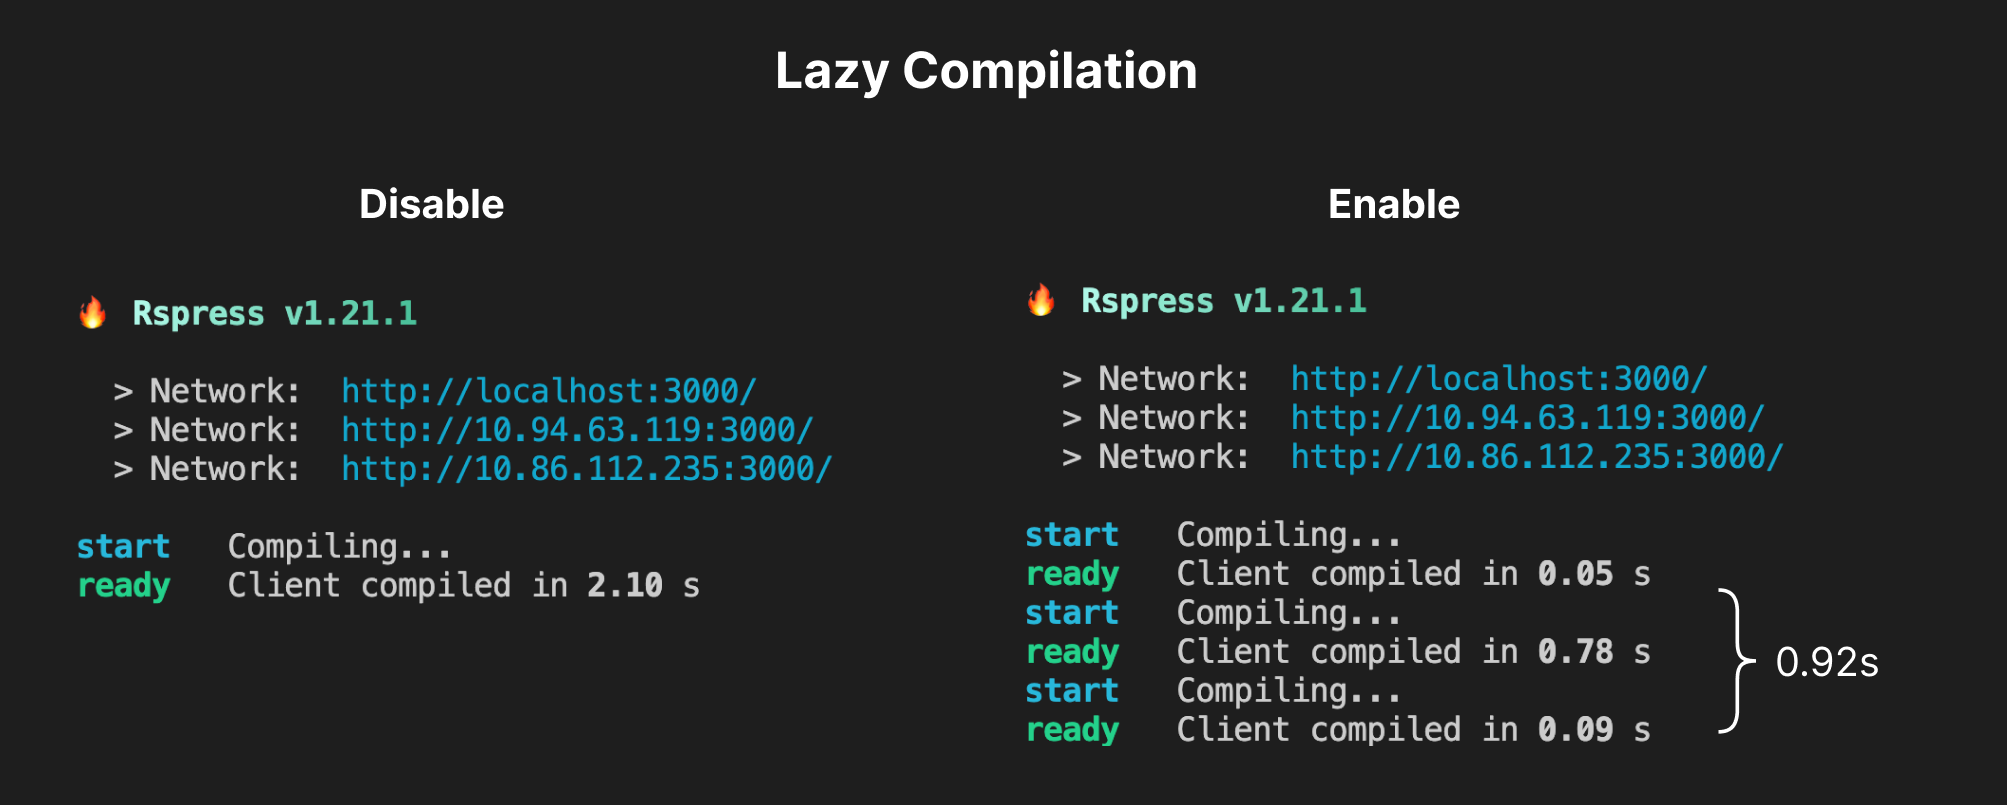 Lazy Compilation
Disable
🔥 Rspress v1.21.1
> Network: http://localhost:3000/
> Network: http://10.94.63.119:3000/
> Network: http://10.86.112.235:3000/
start Compiling...
ready Client compiled in 2.10 s
Enable
🔥 Rspress v1.21.1
> Network: http://localhost:3000/
> Network: http://10.94.63.119:3000/
> Network: http://10.86.112.235:3000/
start Compiling...
ready Client compiled in 0.05 s
start Compiling...
ready Client compiled in 0.78 s
start Compiling...
ready Client compiled in 0.09 s
0.92s